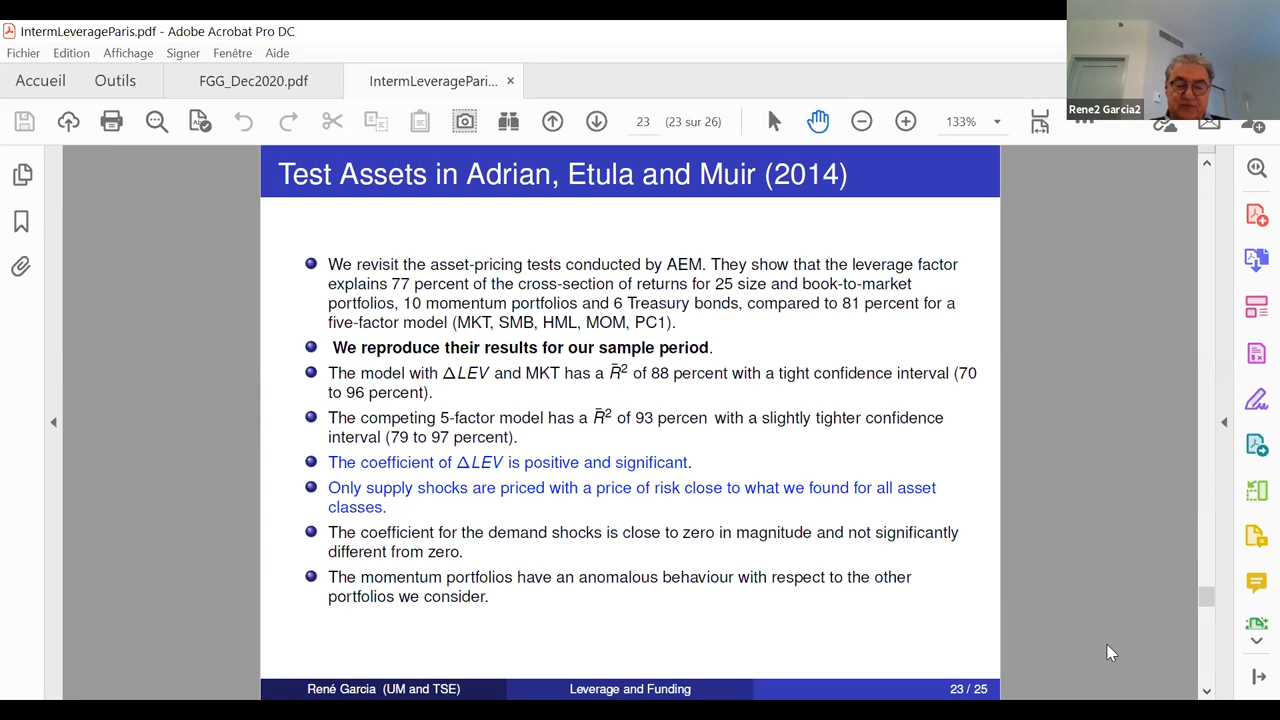 IntermLeverageParis.pdf - Adobe Acrobat Pro DC
Fichier Edition Affichage Signer Fenêtre Aide
Accueil Outils FGG_Dec2020.pdf IntermLeveragePari... ×
23 (23 sur 26) 133%
Rene2 Garcia2
Test Assets in Adrian, Etula and Muir (2014)
We revisit the asset-pricing tests conducted by AEM. They show that the leverage factor
explains 77 percent of the cross-section of returns for 25 size and book-to-market
portfolios, 10 momentum portfolios and 6 Treasury bonds, compared to 81 percent for a
five-factor model (MKT, SMB, HML, MOM, PC1).
We reproduce their results for our sample period.
The model with ΔLEV and MKT has a R̄² of 88 percent with a tight confidence interval (70
to 96 percent).
The competing 5-factor model has a R̄² of 93 percen with a slightly tighter confidence
interval (79 to 97 percent).
The coefficient of ΔLEV is positive and significant.
Only supply shocks are priced with a price of risk close to what we found for all asset
classes.
The coefficient for the demand shocks is close to zero in magnitude and not significantly
different from zero.
The momentum portfolios have an anomalous behaviour with respect to the other
portfolios we consider.
René Garcia (UM and TSE) Leverage and Funding 23 / 25